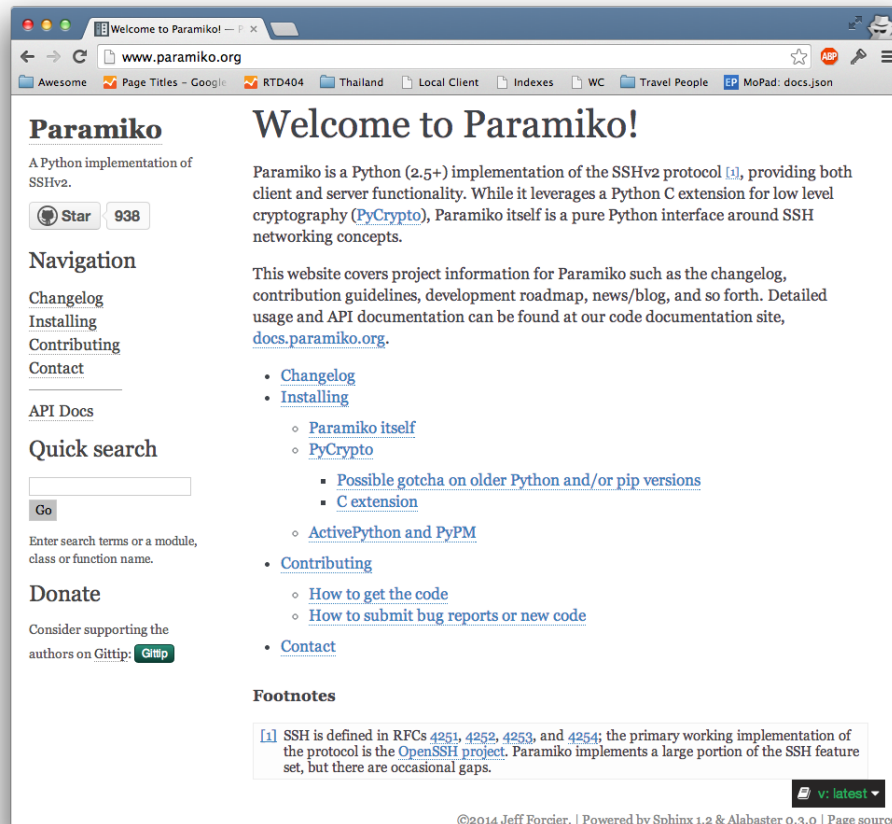 Welcome to Paramiko! — P
www.paramiko.org
ABP
Awesome Page Titles – Google RTD404 Thailand Local Client Indexes WC Travel People EP MoPad: docs.json
Paramiko
A Python implementation of
SSHv2.
Star 938
Navigation
Changelog
Installing
Contributing
Contact
API Docs
Quick search
Go
Enter search terms or a module,
class or function name.
Donate
Consider supporting the
authors on Gittip: Gittip
Welcome to Paramiko!
Paramiko is a Python (2.5+) implementation of the SSHv2 protocol [1], providing both
client and server functionality. While it leverages a Python C extension for low level
cryptography (PyCrypto), Paramiko itself is a pure Python interface around SSH
networking concepts.
This website covers project information for Paramiko such as the changelog,
contribution guidelines, development roadmap, news/blog, and so forth. Detailed
usage and API documentation can be found at our code documentation site,
docs.paramiko.org.
Changelog
Installing
Paramiko itself
PyCrypto
Possible gotcha on older Python and/or pip versions
C extension
ActivePython and PyPM
Contributing
How to get the code
How to submit bug reports or new code
Contact
Footnotes
[1] SSH is defined in RFCs 4251, 4252, 4253, and 4254; the primary working implementation of
the protocol is the OpenSSH project. Paramiko implements a large portion of the SSH feature
set, but there are occasional gaps.
v: latest
©2014 Jeff Forcier. | Powered by Sphinx 1.2 & Alabaster 0.3.0 | Page source